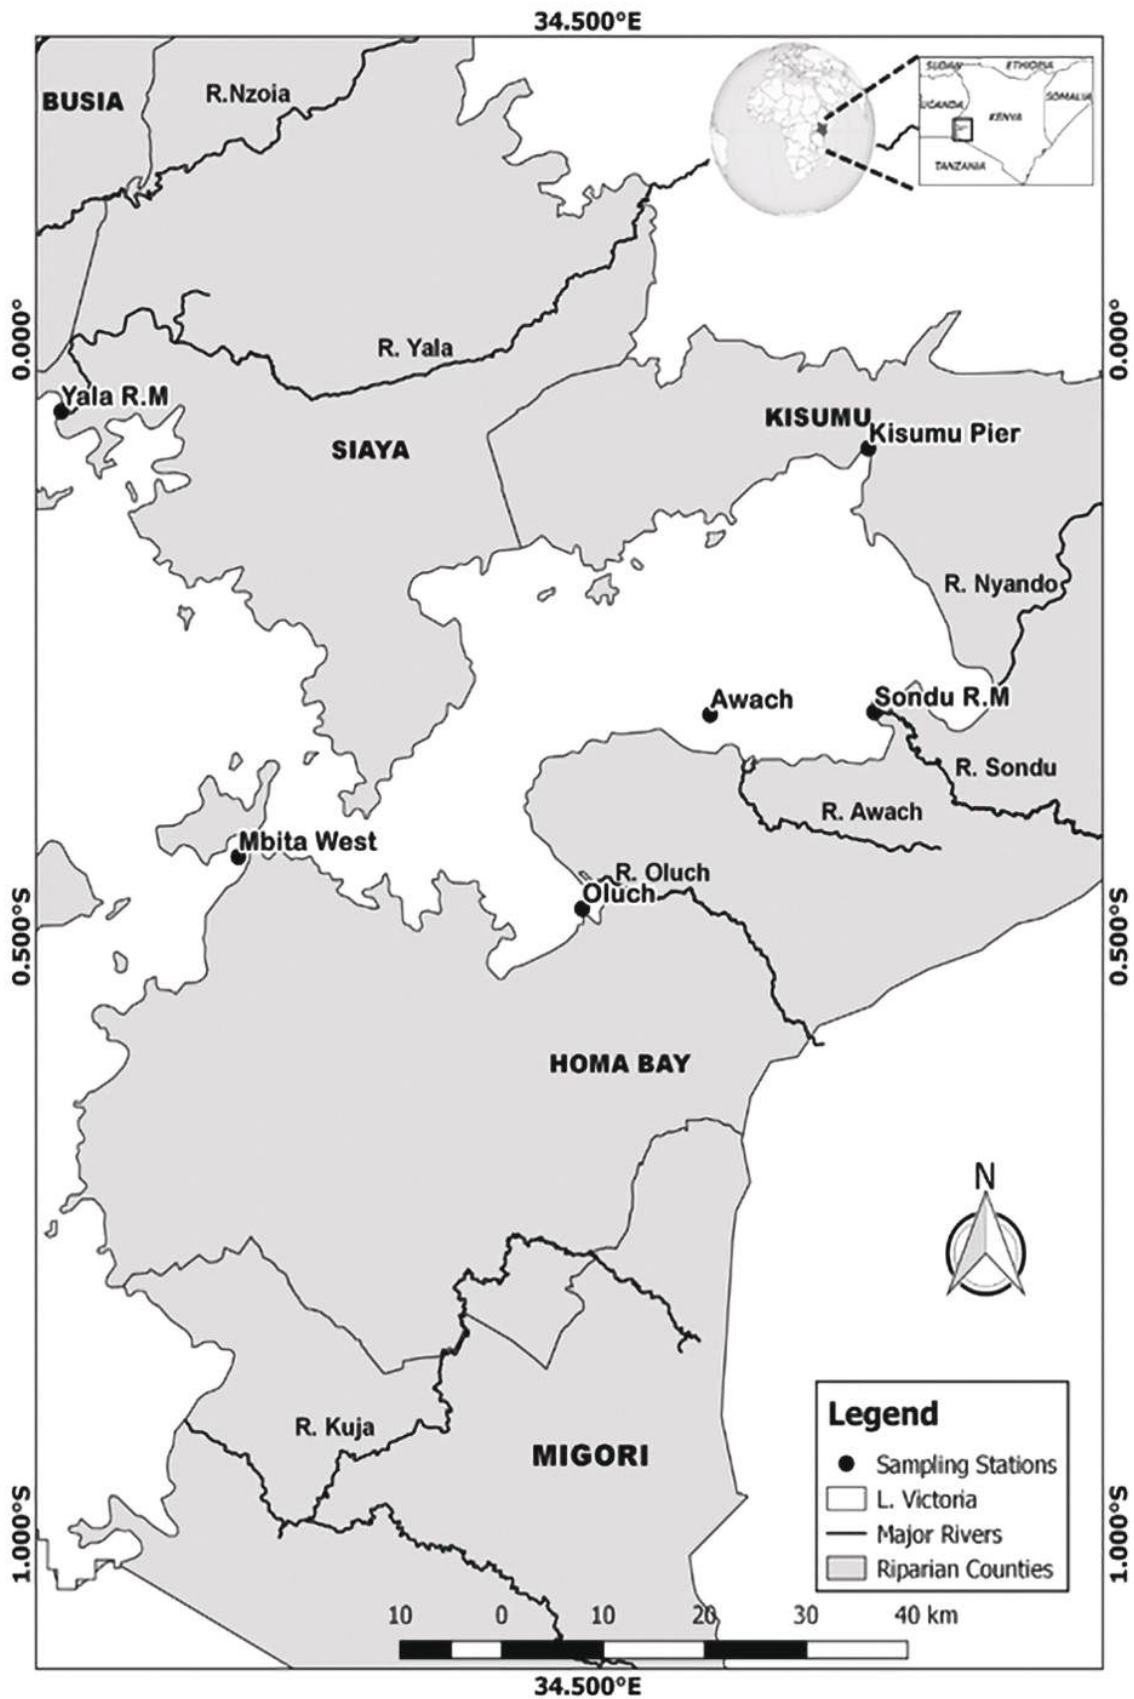 34.500°E
BUSIA
R.Nzoia
SUDAN
ETHIOPIA
UGANDA
SOMALIA
KENYA
TANZANIA
0.000°
0.000°
R. Yala
Yala R.M
SIAYA
KISUMU
Kisumu Pier
R. Nyando
Awach
Sondu R.M
R. Sondu
R. Awach
Mbita West
R. Oluch
Oluch
0.500°S
0.500°S
HOMA BAY
N
R. Kuja
MIGORI
Legend
Sampling Stations
L. Victoria
Major Rivers
Riparian Counties
1.000°S
1.000°S
10 0 10 20 30 40 km
34.500°E